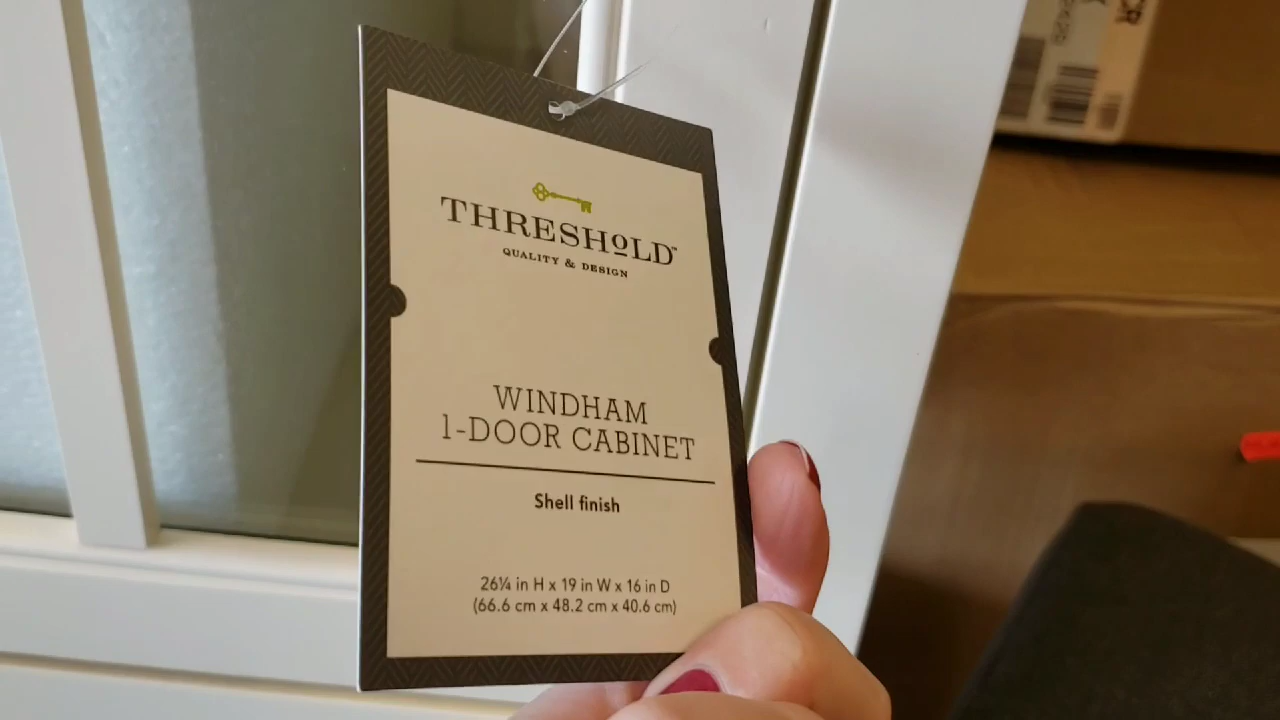 THRESHOLD™
QUALITY & DESIGN
WINDHAM
1-DOOR CABINET
Shell finish
26¼ in H x 19 in W x 16 in D
(66.6 cm x 48.2 cm x 40.6 cm)